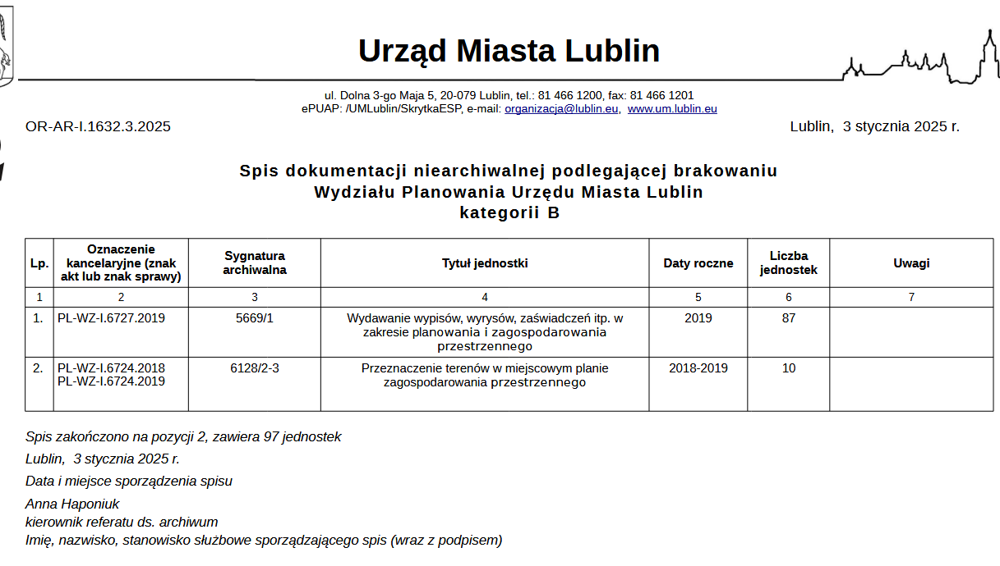 Urząd Miasta Lublin
ul. Dolna 3-go Maja 5, 20-079 Lublin, tel.: 81 466 1200, fax: 81 466 1201
ePUAP: /UMLublin/SkrytkaESP, e-mail: organizacja@lublin.eu, www.um.lublin.eu
OR-AR-I.1632.3.2025 Lublin, 3 stycznia 2025 r.
Spis dokumentacji niearchiwalnej podlegającej brakowaniu
Wydziału Planowania Urzędu Miasta Lublin
kategorii B
Lp.
Oznaczenie
kancelaryjne (znak
akt lub znak sprawy)
Sygnatura
archiwalna
Tytuł jednostki
Daty roczne
Liczba
jednostek
Uwagi
1 2 3 4 5 6 7
1. PL-WZ-I.6727.2019 5669/1 Wydawanie wypisów, wyrysów, zaświadczeń itp. w 2019 87
zakresie planowania i zagospodarowania
przestrzennego
2. PL-WZ-I.6724.2018 6128/2-3 Przeznaczenie terenów w miejscowym planie 2018-2019 10
PL-WZ-I.6724.2019 zagospodarowania przestrzennego
Spis zakończono na pozycji 2, zawiera 97 jednostek
Lublin, 3 stycznia 2025 r.
Data i miejsce sporządzenia spisu
Anna Haponiuk
kierownik referatu ds. archiwum
Imię, nazwisko, stanowisko służbowe sporządzającego spis (wraz z podpisem)